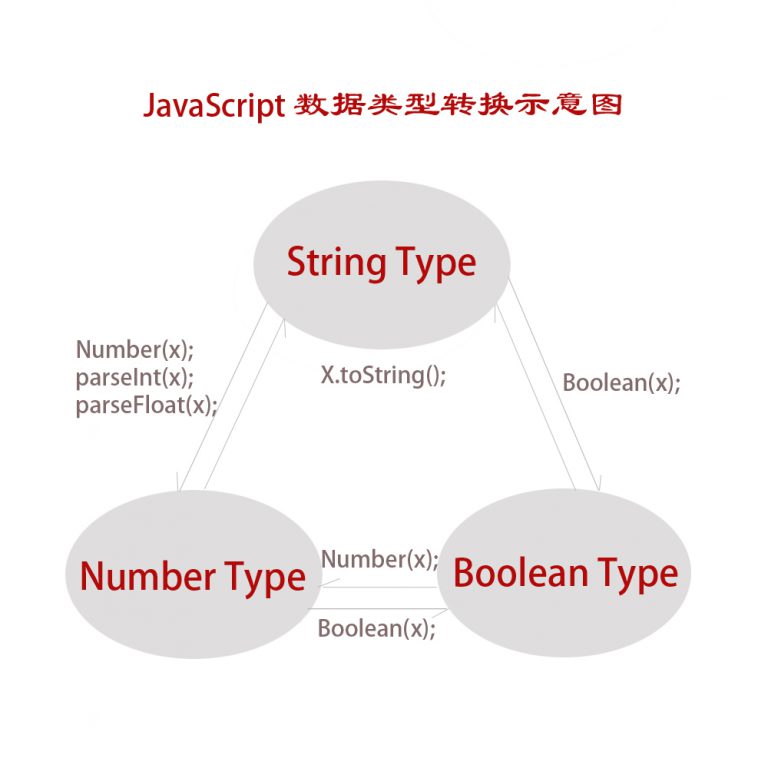 JavaScript 数据类型转换示意图
String Type
Number(x);
parseInt(x);
parseFloat(x);
X.toString();
Boolean(x);
Number Type
Number(x);
Boolean(x);
Boolean Type